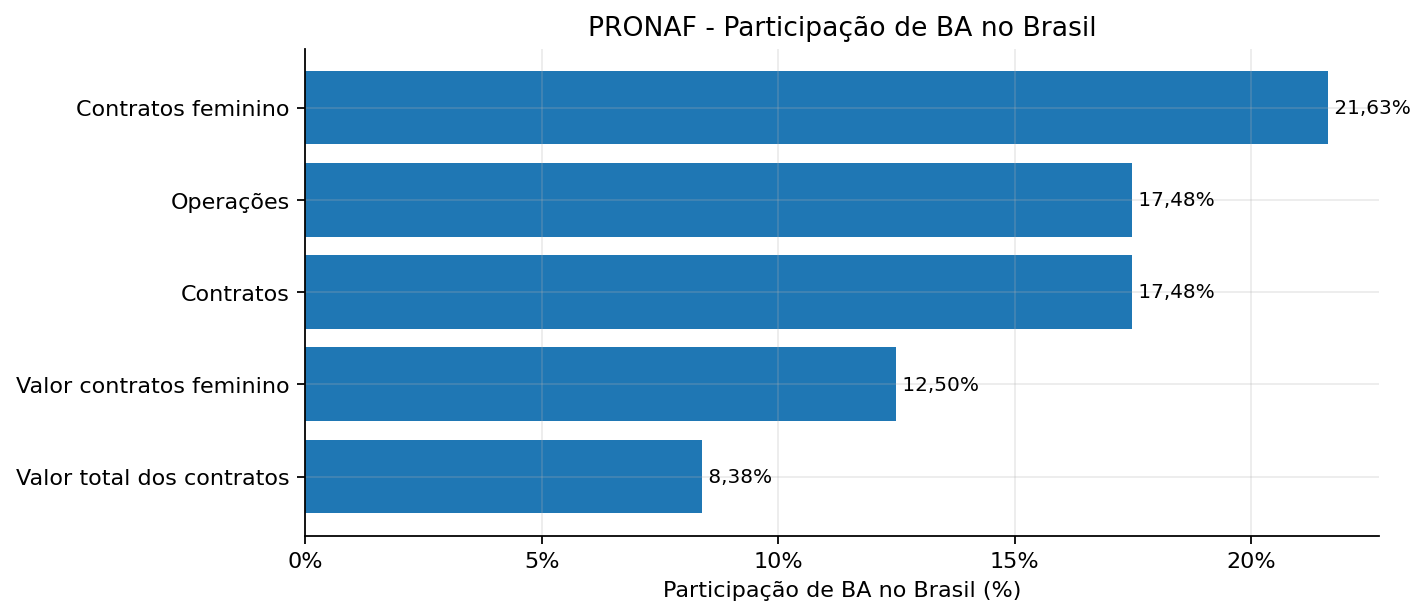 PRONAF - Participação de BA no Brasil
Contratos feminino
21,63%
Operações
17,48%
Contratos
17,48%
Valor contratos feminino
12,50%
Valor total dos contratos
8,38%
0%
5%
10%
15%
20%
Participação de BA no Brasil (%)